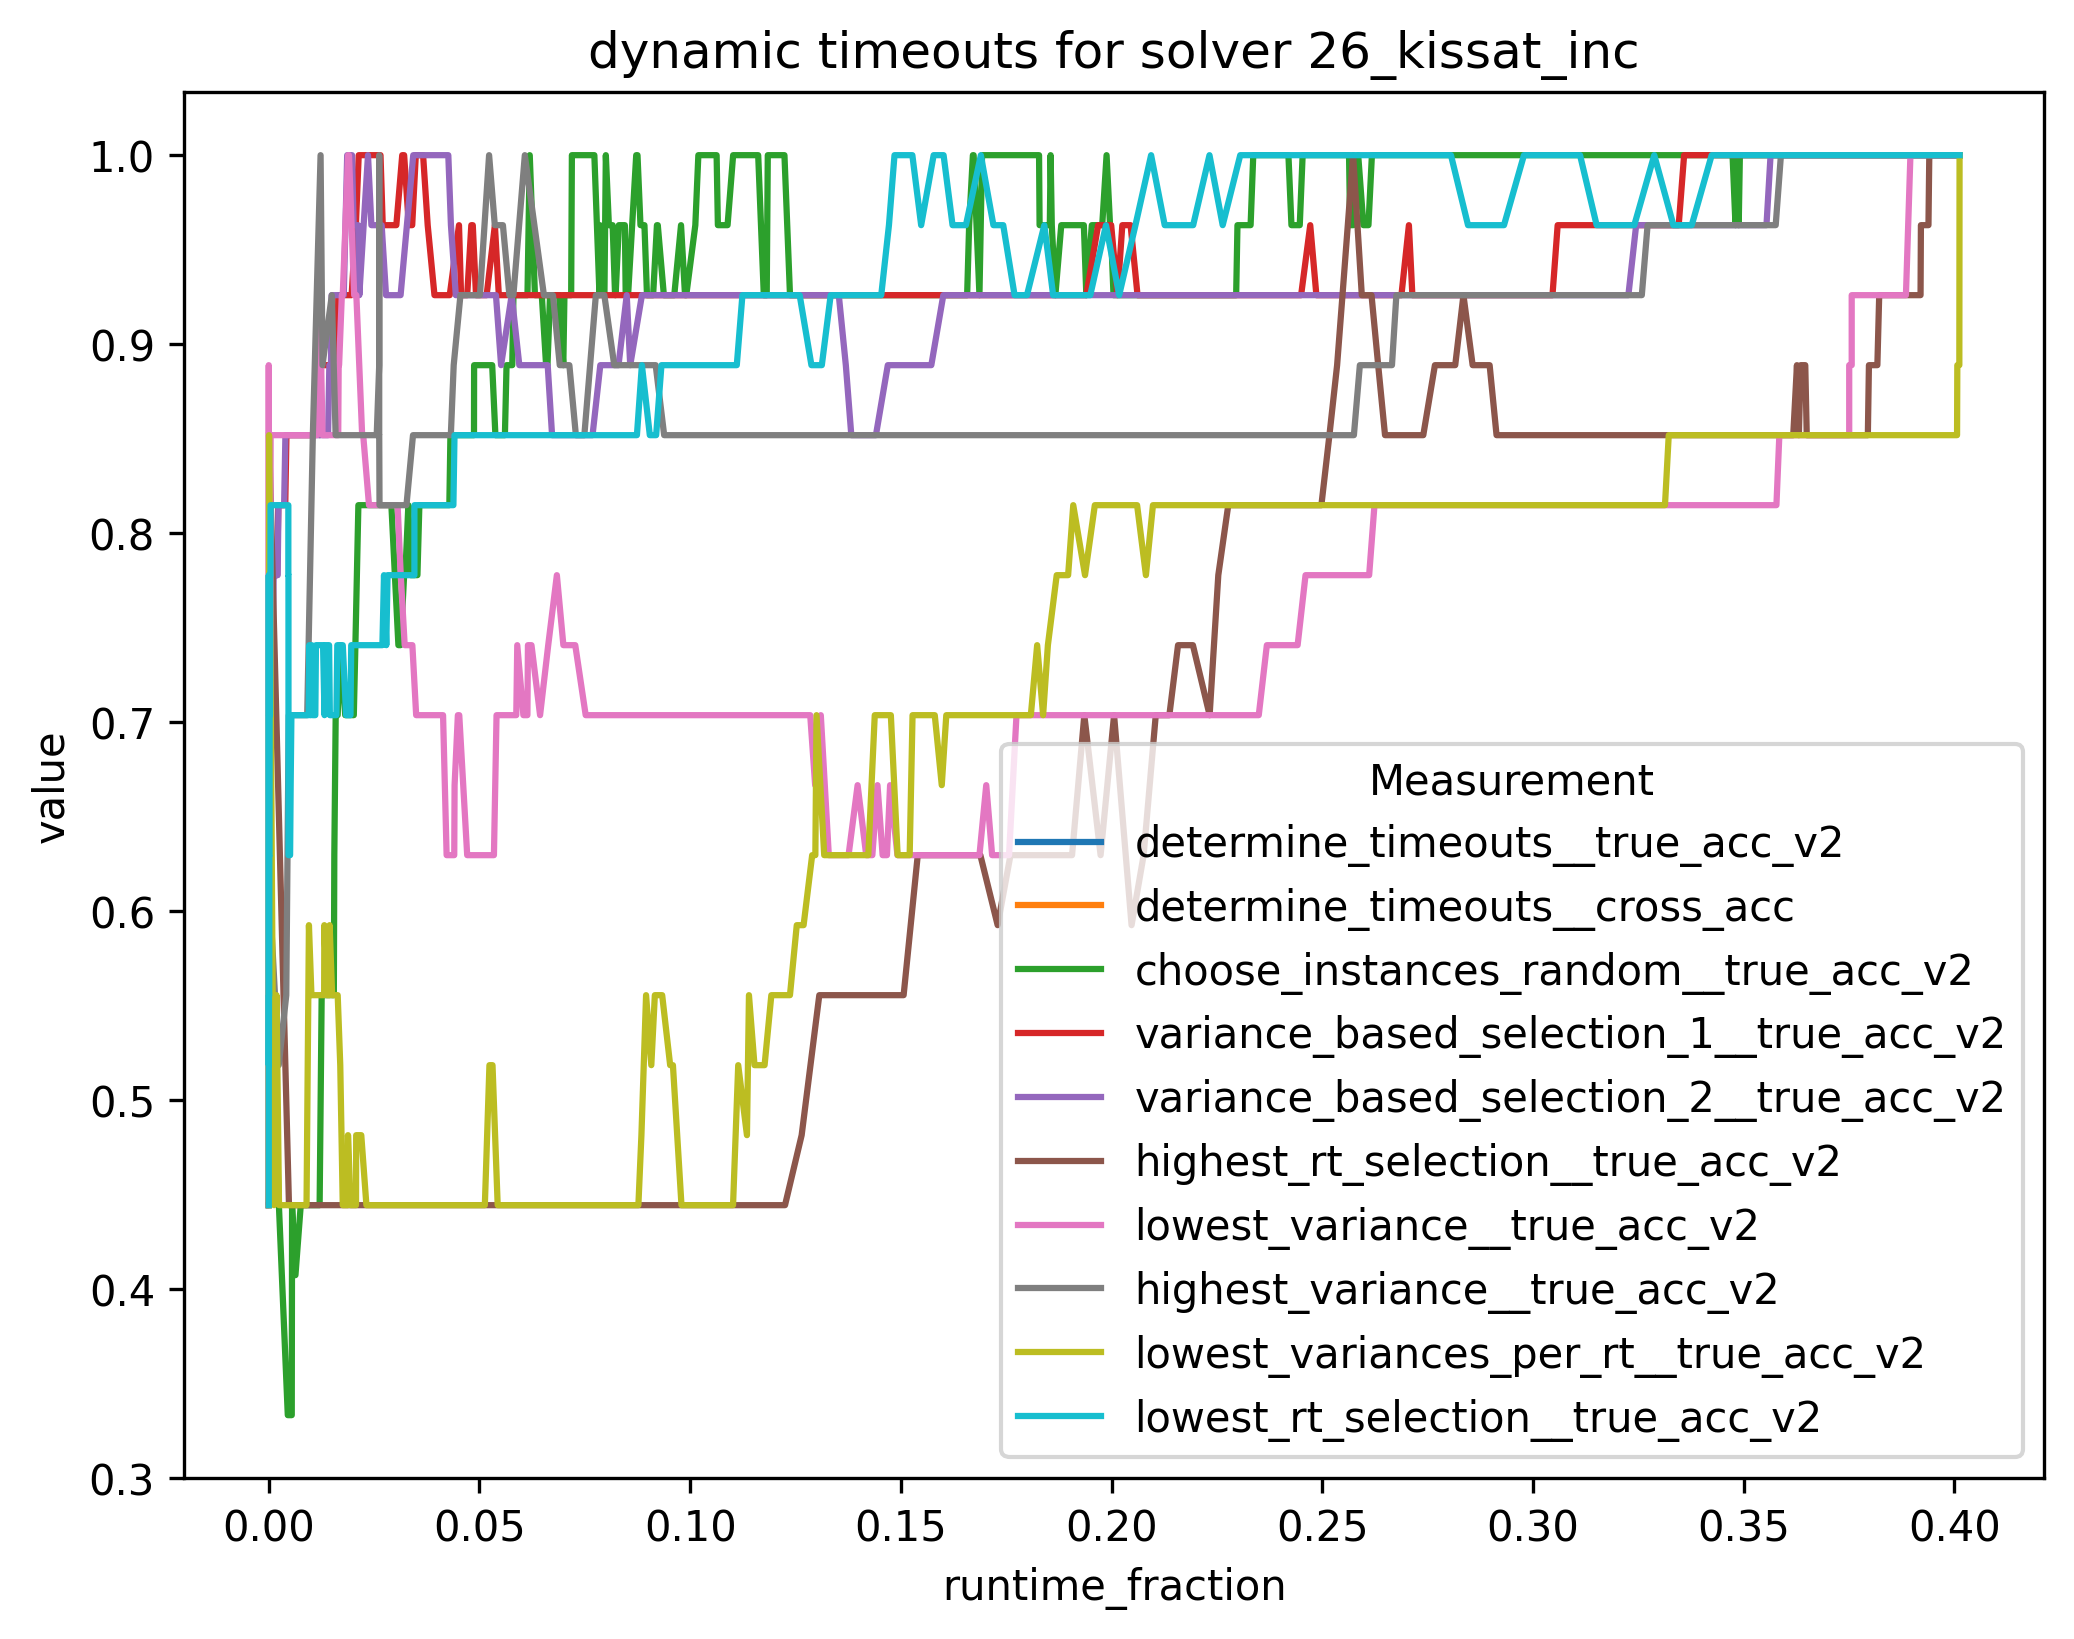 dynamic timeouts for solver 26_kissat_inc
1.0
0.9
0.8
0.7
0.6
0.5
0.4
0.3
value
Measurement
determine_timeouts__true_acc_v2
determine_timeouts__cross_acc
choose_instances_random__true_acc_v2
variance_based_selection_1__true_acc_v2
variance_based_selection_2__true_acc_v2
highest_rt_selection__true_acc_v2
lowest_variance__true_acc_v2
highest_variance__true_acc_v2
lowest_variances_per_rt__true_acc_v2
lowest_rt_selection__true_acc_v2
0.00 0.05 0.10 0.15 0.20 0.25 0.30 0.35 0.40
runtime_fraction